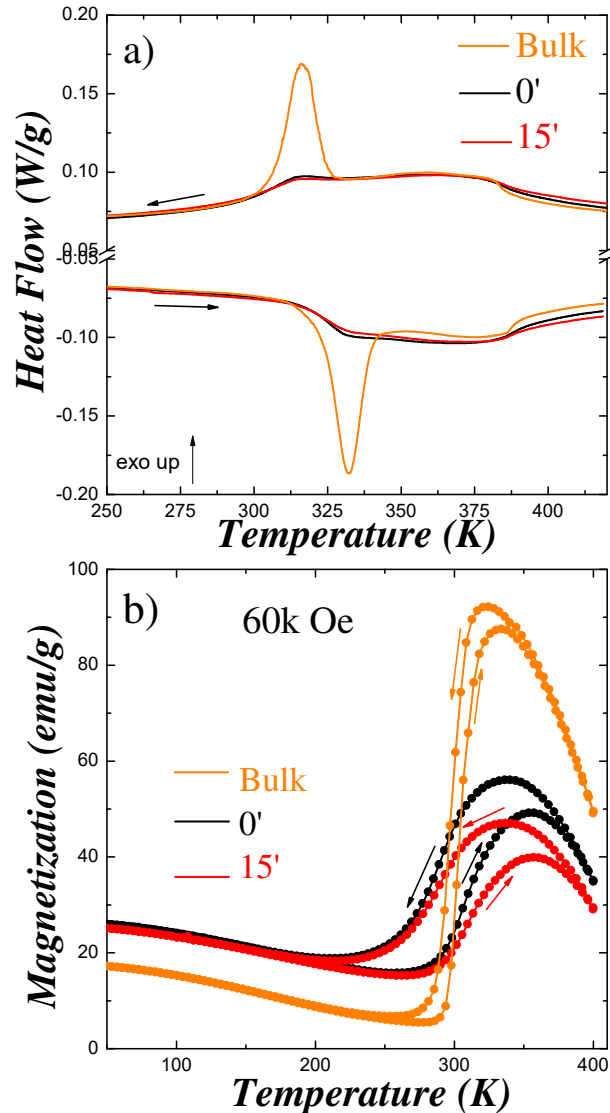 a)
Bulk
0'
15'
0.20
0.15
0.10
0.05
-0.05
-0.10
-0.15
-0.20
Heat Flow (W/g)
exo up
250 275 300 325 350 375 400
Temperature (K)
b)
60k Oe
Bulk
0'
15'
100
80
60
40
20
0
Magnetization (emu/g)
100 200 300 400
Temperature (K)